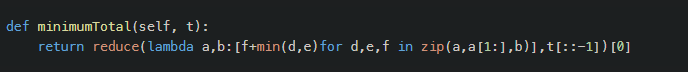 def minimumTotal(self, t):
    return reduce(lambda a,b:[f+min(d,e)for d,e,f in zip(a,a[1:],b)],t[::-1])[0]